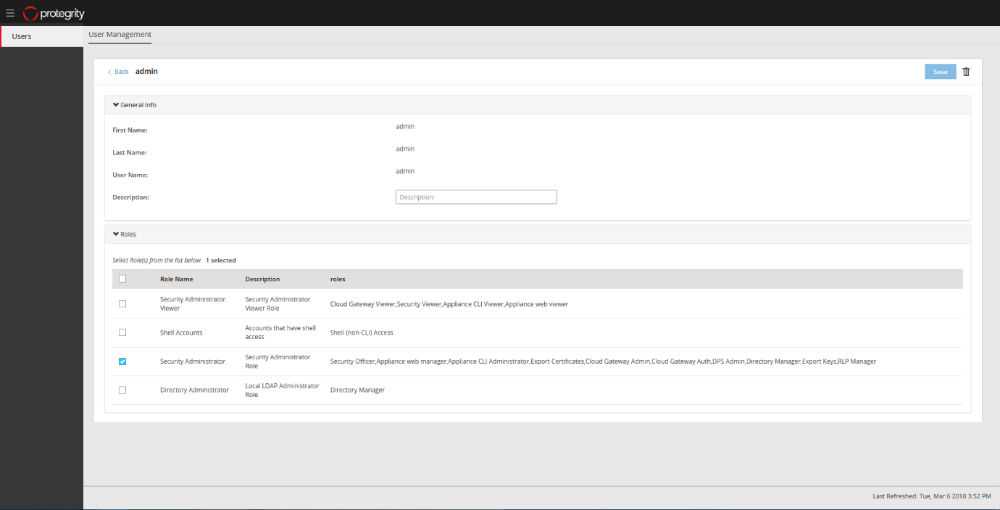 protegrity
Users
User Management
Back admin
Save
General Info
First Name: admin
Last Name: admin
User Name: admin
Description: Description:
Roles
Select Role(s) from the list below 1 selected
Role Name Description roles
Security Administrator Viewer Security Administrator Viewer Role Cloud Gateway Viewer,Security Viewer,Appliance CLI Viewer,Appliance web viewer
Shell Accounts Accounts that have shell access Shell (non-CLI) Access
Security Administrator Security Administrator Role Security Officer,Appliance web manager,Appliance CLI Administrator,Export Certificates,Cloud Gateway Admin,Cloud Gateway Auth,DPS Admin,Directory Manager,Export Keys,RLP Manager
Directory Administrator Local LDAP Administrator Role Directory Manager
Last Refreshed: Tue, Mar 6 2018 3:52 PM